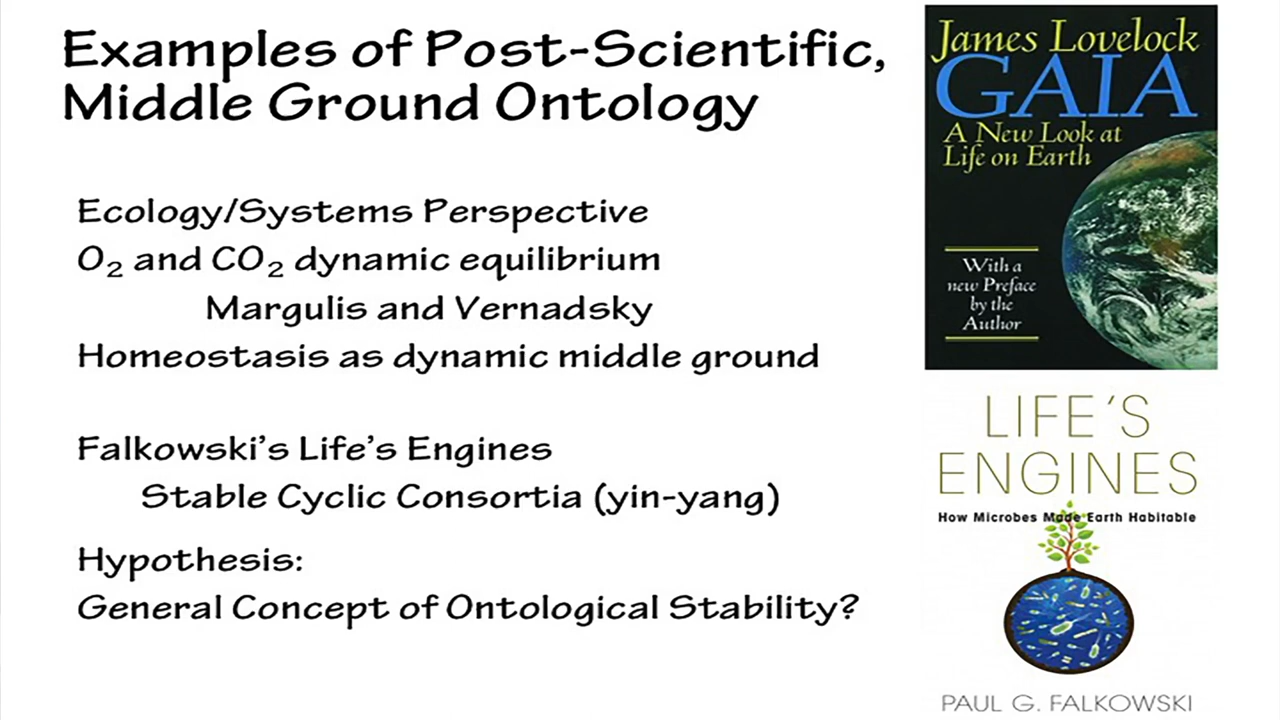 Examples of Post-Scientific,
Middle Ground Ontology
Ecology/Systems Perspective
O₂ and CO₂ dynamic equilibrium
Margulis and Vernadsky
Homeostasis as dynamic middle ground
Falkowski's Life's Engines
Stable Cyclic Consortia (yin-yang)
Hypothesis:
General Concept of Ontological Stability?
James Lovelock
GAIA
A New Look at
Life on Earth
With a
new Preface
by the
Author
LIFE'S
ENGINES
How Microbes Made Earth Habitable
PAUL G. FALKOWSKI